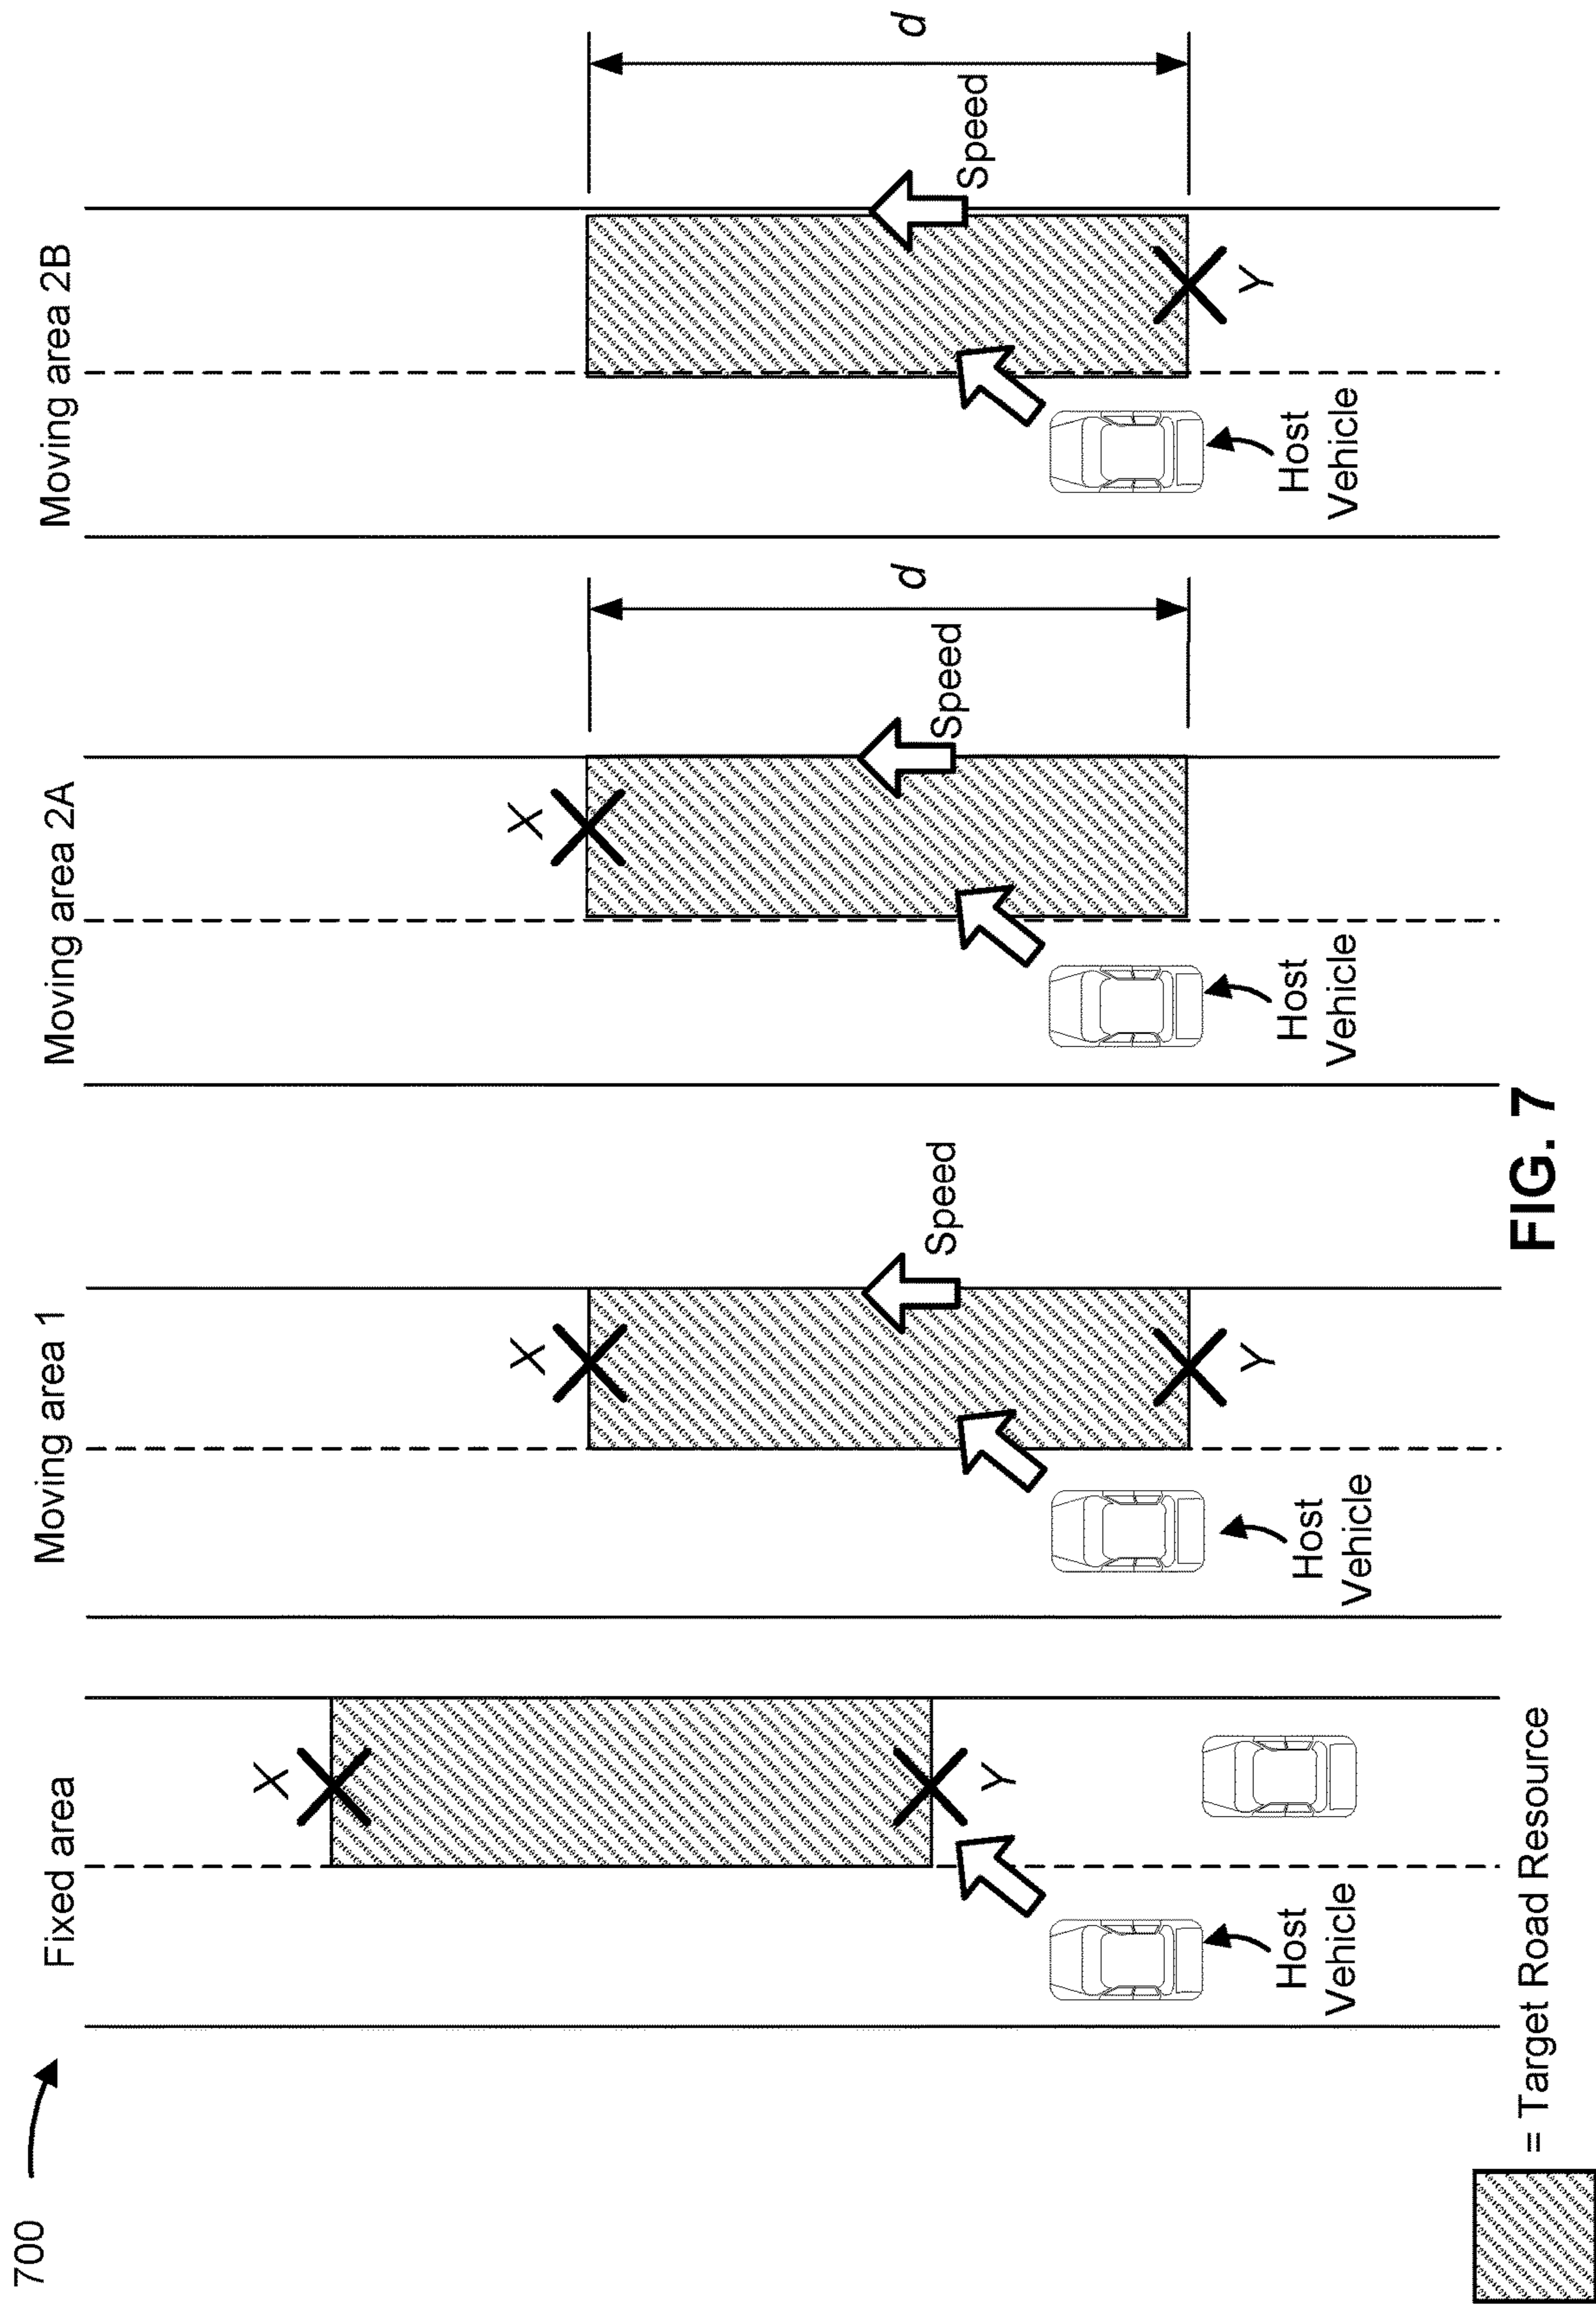 700
Fixed area
Moving area 1
Moving area 2A
Moving area 2B
X
Y
Host
Vehicle
X
Y
Speed
Host
Vehicle
X
Speed
d
Host
Vehicle
Y
Speed
d
Host
Vehicle
= Target Road Resource
FIG. 7